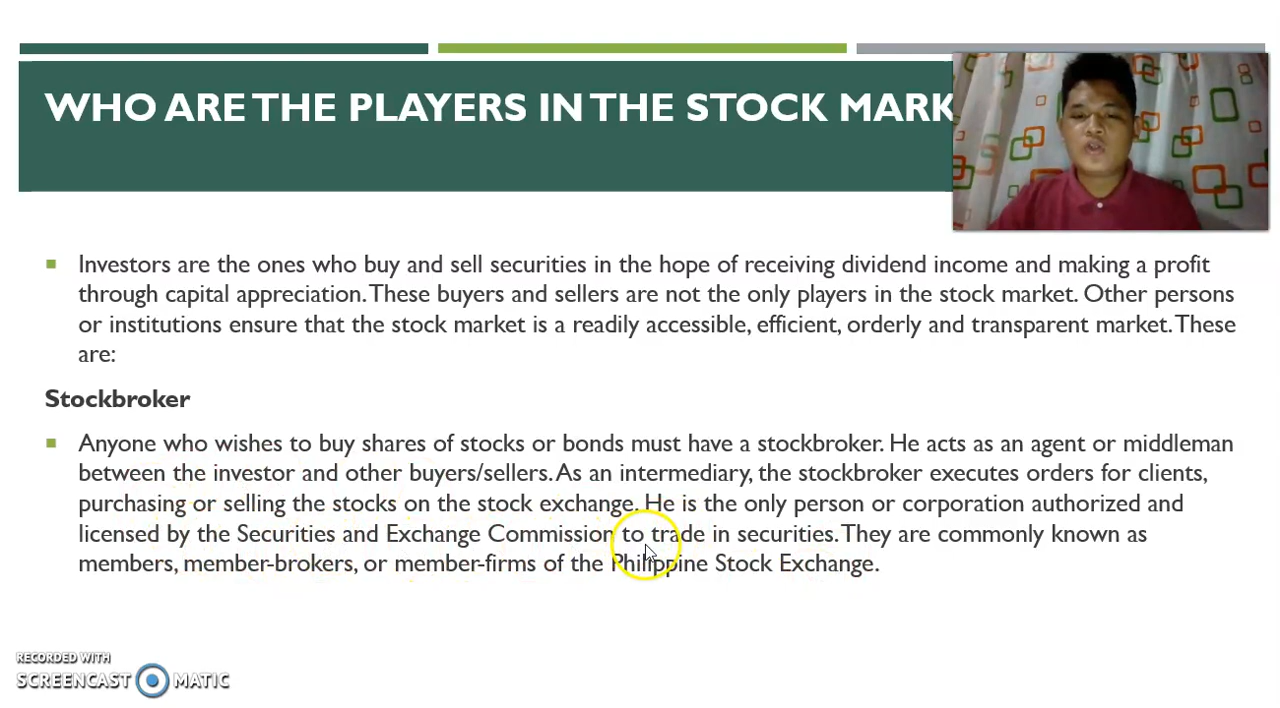 WHO ARE THE PLAYERS IN THE STOCK MARK
Investors are the ones who buy and sell securities in the hope of receiving dividend income and making a profit
through capital appreciation. These buyers and sellers are not the only players in the stock market. Other persons
or institutions ensure that the stock market is a readily accessible, efficient, orderly and transparent market. These
are:
Stockbroker
Anyone who wishes to buy shares of stocks or bonds must have a stockbroker. He acts as an agent or middleman
between the investor and other buyers/sellers. As an intermediary, the stockbroker executes orders for clients,
purchasing or selling the stocks on the stock exchange. He is the only person or corporation authorized and
licensed by the Securities and Exchange Commission to trade in securities. They are commonly known as
members, member-brokers, or member-firms of the Philippine Stock Exchange.
RECORDED WITH
SCREENCAST MATIC